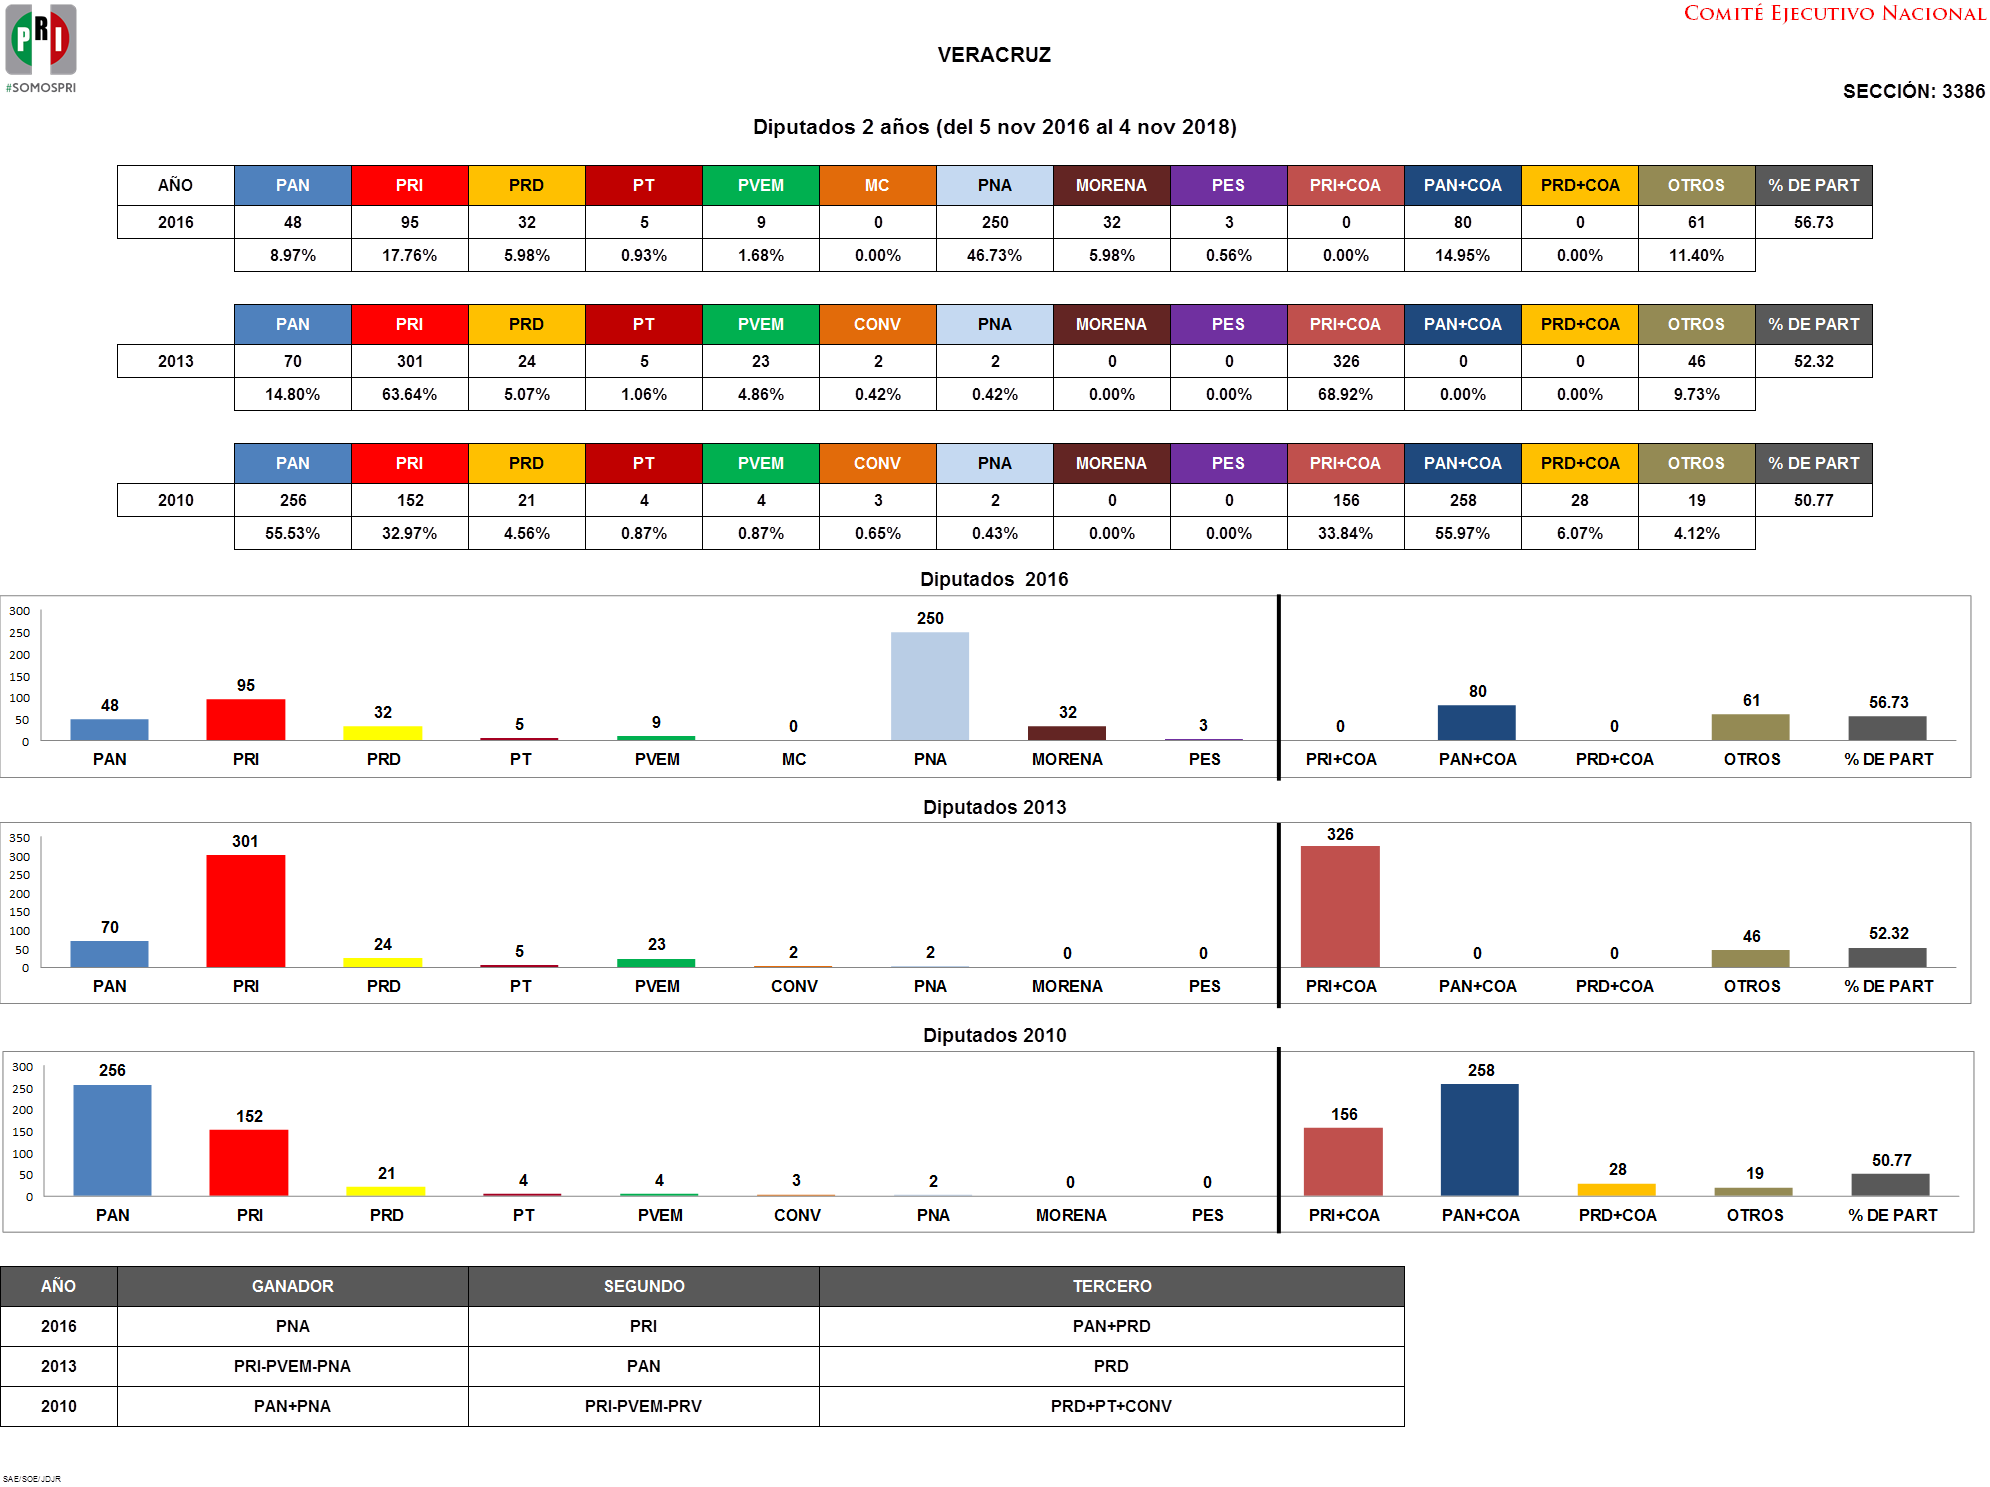 COMITÉ EJECUTIVO NACIONAL
PRI
#SOMOSPRI
VERACRUZ
SECCIÓN: 3386
Diputados 2 años (del 5 nov 2016 al 4 nov 2018)
AÑO PAN PRI PRD PT PVEM MC PNA MORENA PES PRI+COA PAN+COA PRD+COA OTROS % DE PART
2016 48 95 32 5 9 0 250 32 3 0 80 0 61 56.73
8.97% 17.76% 5.98% 0.93% 1.68% 0.00% 46.73% 5.98% 0.56% 0.00% 14.95% 0.00% 11.40%
PAN PRI PRD PT PVEM CONV PNA MORENA PES PRI+COA PAN+COA PRD+COA OTROS % DE PART
2013 70 301 24 5 23 2 2 0 0 326 0 0 46 52.32
14.80% 63.64% 5.07% 1.06% 4.86% 0.42% 0.42% 0.00% 0.00% 68.92% 0.00% 0.00% 9.73%
PAN PRI PRD PT PVEM CONV PNA MORENA PES PRI+COA PAN+COA PRD+COA OTROS % DE PART
2010 256 152 21 4 4 3 2 0 0 156 258 28 19 50.77
55.53% 32.97% 4.56% 0.87% 0.87% 0.65% 0.43% 0.00% 0.00% 33.84% 55.97% 6.07% 4.12%
Diputados 2016
300
250
200
150
100
50
0
48 95 32 5 9 0 250 32 3 0 80 0 61 56.73
PAN PRI PRD PT PVEM MC PNA MORENA PES PRI+COA PAN+COA PRD+COA OTROS % DE PART
Diputados 2013
350
300
250
200
150
100
50
0
70 301 24 5 23 2 2 0 0 326 0 0 46 52.32
PAN PRI PRD PT PVEM CONV PNA MORENA PES PRI+COA PAN+COA PRD+COA OTROS % DE PART
Diputados 2010
300
250
200
150
100
50
0
256 152 21 4 4 3 2 0 0 156 258 28 19 50.77
PAN PRI PRD PT PVEM CONV PNA MORENA PES PRI+COA PAN+COA PRD+COA OTROS % DE PART
AÑO GANADOR SEGUNDO TERCERO
2016 PNA PRI PAN+PRD
2013 PRI-PVEM-PNA PAN PRD
2010 PAN+PNA PRI-PVEM-PRV PRD+PT+CONV
SAE/SOE/JDJR